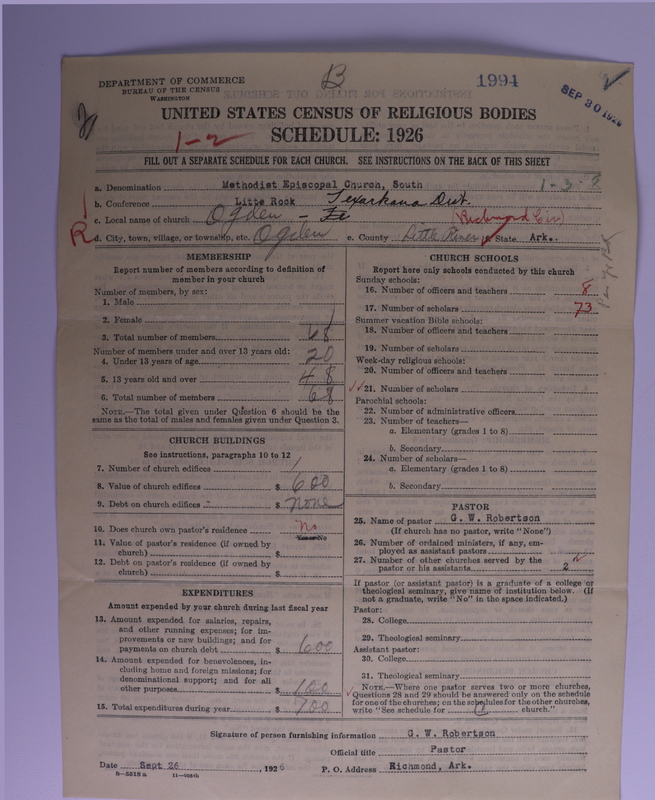 B
1994
SEP 30 1926
DEPARTMENT OF COMMERCE
BUREAU OF THE CENSUS
WASHINGTON
UNITED STATES CENSUS OF RELIGIOUS BODIES
1-2
SCHEDULE: 1926
FILL OUT A SEPARATE SCHEDULE FOR EACH CHURCH. SEE INSTRUCTIONS ON THE BACK OF THIS SHEET
a. Denomination Methodist Episcopal Church, South 1-3-8
b. Conference Little Rock Texarkana Dist.
c. Local name of church Ogden (Richmond Cir)
R d. City, town, village, or township, etc. Ogden e. County Little River f. State Ark.
MEMBERSHIP
Report number of members according to definition of
member in your church
Number of members, by sex:
1. Male
2. Female
3. Total number of members 68
Number of members under and over 13 years old:
4. Under 13 years of age 20
5. 13 years old and over 48
6. Total number of members 68
NOTE.—The total given under Question 6 should be the
same as the total of males and females given under Question 3.
CHURCH BUILDINGS
See instructions, paragraphs 10 to 12
7. Number of church edifices 1
8. Value of church edifices $ 600
9. Debt on church edifices $ none
10. Does church own pastor's residence No
Yes or No
11. Value of pastor's residence (if owned by
church) $
12. Debt on pastor's residence (if owned by
church) $
EXPENDITURES
Amount expended by your church during last fiscal year
13. Amount expended for salaries, repairs,
and other running expenses; for im-
provements or new buildings; and for
payments on church debt $ 600
14. Amount expended for benevolences, in-
cluding home and foreign missions; for
denominational support; and for all
other purposes $ 100
15. Total expenditures during year $ 700
CHURCH SCHOOLS
Report here only schools conducted by this church
Sunday schools:
16. Number of officers and teachers 8
17. Number of scholars 73
Summer vacation Bible schools:
18. Number of officers and teachers
19. Number of scholars
Week-day religious schools:
20. Number of officers and teachers
21. Number of scholars
Parochial schools:
22. Number of administrative officers
23. Number of teachers—
a. Elementary (grades 1 to 8)
b. Secondary
24. Number of scholars—
a. Elementary (grades 1 to 8)
b. Secondary
PASTOR
25. Name of pastor G. W. Robertson
(If church has no pastor, write "None")
26. Number of ordained ministers, if any, em-
ployed as assistant pastors
27. Number of other churches served by the
pastor or his assistants 2
If pastor (or assistant pastor) is a graduate of a college or
theological seminary, give name of institution below. (If
not a graduate, write "No" in the space indicated.)
Pastor:
28. College
29. Theological seminary
Assistant pastor:
30. College
31. Theological seminary
NOTE.—Where one pastor serves two or more churches,
Questions 28 and 29 should be answered only on the schedule
for one of the churches; on the schedules for the other churches,
write "See schedule for church."
Signature of person furnishing information G. W. Robertson
Official title Pastor
Date Sept 26, 1926 P. O. Address Richmond, Ark.
8—5518 a